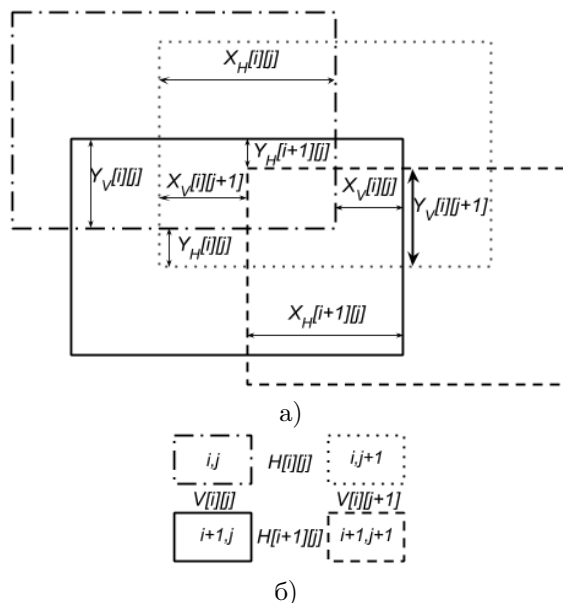 X_H[i][j]
Y_H[i+1][j]
Y_V[i][j]
X_V[i][j+1]
X_V[i][j]
Y_V[i][j+1]
Y_H[i][j]
X_H[i+1][j]
а)
i,j
H[i][j]
i,j+1
V[i][j]
V[i][j+1]
i+1,j
H[i+1][j]
i+1,j+1
б)